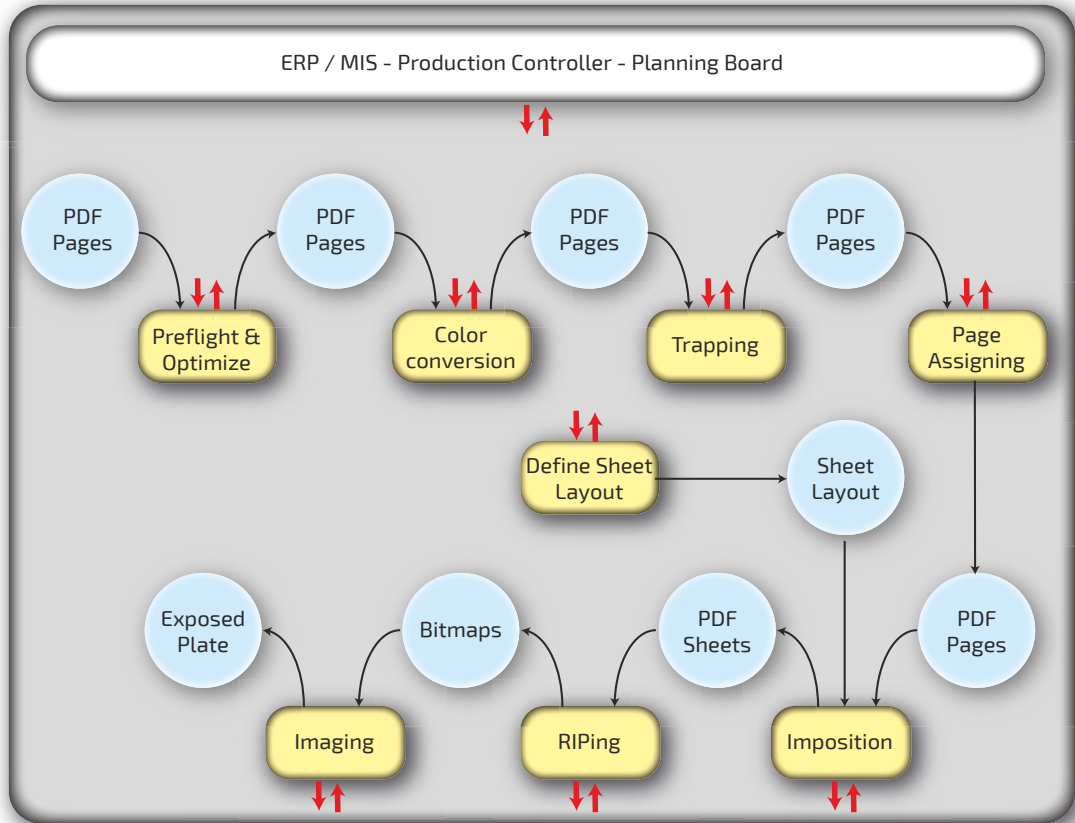 ERP / MIS - Production Controller - Planning Board
PDF
Pages
PDF
Pages
PDF
Pages
PDF
Pages
Preflight &
Optimize
Color
conversion
Trapping
Page
Assigning
Define Sheet
Layout
Sheet
Layout
Exposed
Plate
Bitmaps
PDF
Sheets
PDF
Pages
Imaging
RIPing
Imposition